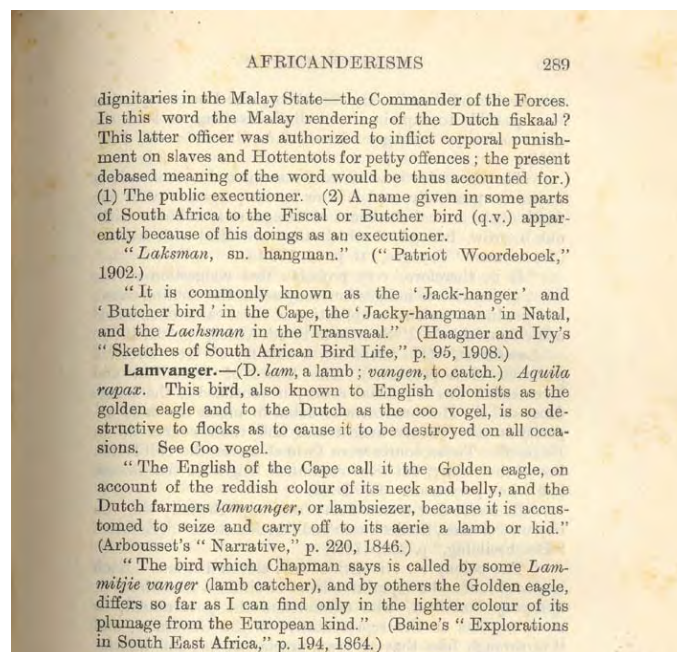 AFRICANDERISMS 289
dignitaries in the Malay State—the Commander of the Forces.
Is this word the Malay rendering of the Dutch fiskaal ?
This latter officer was authorized to inflict corporal punish-
ment on slaves and Hottentots for petty offences ; the present
debased meaning of the word would be thus accounted for.)
(1) The public executioner. (2) A name given in some parts
of South Africa to the Fiscal or Butcher bird (q.v.) appar-
ently because of his doings as an executioner.
“ Laksman, sn. hangman.” (“ Patriot Woordeboek,”
1902.)
“ It is commonly known as the ‘ Jack-hanger ’ and
‘ Butcher bird ’ in the Cape, the ‘ Jacky-hangman ’ in Natal,
and the Lachsman in the Transvaal.” (Haagner and Ivy’s
“ Sketches of South African Bird Life,” p. 95, 1908.)
Lamvanger.—(D. lam, a lamb ; vangen, to catch.) Aquila
rapax. This bird, also known to English colonists as the
golden eagle and to the Dutch as the coo vogel, is so de-
structive to flocks as to cause it to be destroyed on all occa-
sions. See Coo vogel.
“ The English of the Cape call it the Golden eagle, on
account of the reddish colour of its neck and belly, and the
Dutch farmers lamvanger, or lambsiezer, because it is accus-
tomed to seize and carry off to its aerie a lamb or kid.”
(Arbousset’s “ Narrative,” p. 220, 1846.)
“ The bird which Chapman says is called by some Lam-
mitjie vanger (lamb catcher), and by others the Golden eagle,
differs so far as I can find only in the lighter colour of its
plumage from the European kind.” (Baine’s “ Explorations
in South East Africa,” p. 194, 1864.)